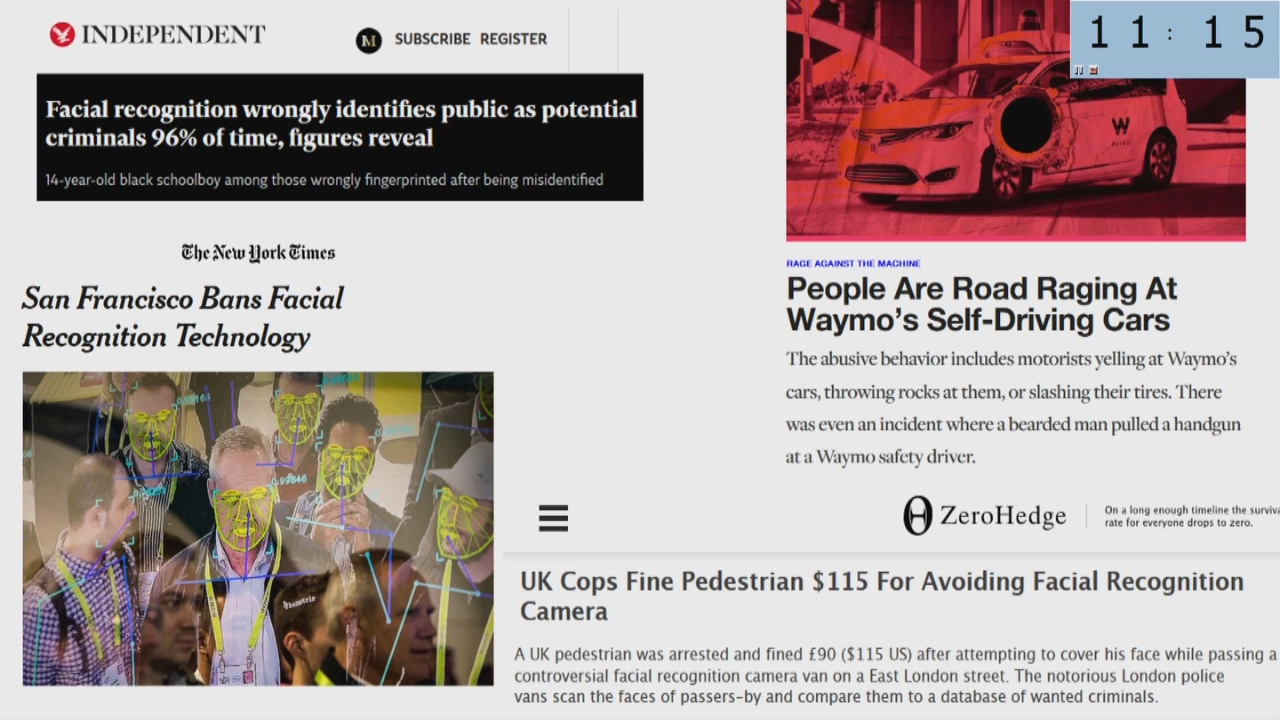 INDEPENDENT
SUBSCRIBE REGISTER
Facial recognition wrongly identifies public as potential
criminals 96% of time, figures reveal
14-year-old black schoolboy among those wrongly fingerprinted after being misidentified
The New York Times
San Francisco Bans Facial
Recognition Technology
11:15
W
WAYMO
RAGE AGAINST THE MACHINE
People Are Road Raging At
Waymo's Self-Driving Cars
The abusive behavior includes motorists yelling at Waymo's
cars, throwing rocks at them, or slashing their tires. There
was even an incident where a bearded man pulled a handgun
at a Waymo safety driver.
ZeroHedge
On a long enough timeline the surviva
rate for everyone drops to zero.
UK Cops Fine Pedestrian $115 For Avoiding Facial Recognition
Camera
A UK pedestrian was arrested and fined £90 ($115 US) after attempting to cover his face while passing a
controversial facial recognition camera van on a East London street. The notorious London police
vans scan the faces of passers-by and compare them to a database of wanted criminals.